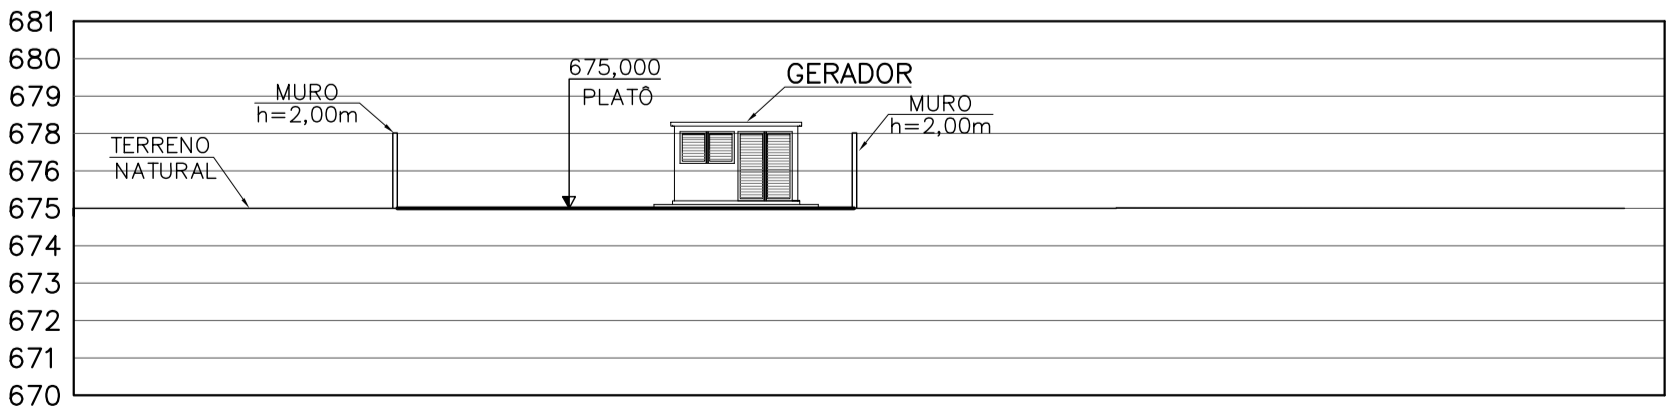 681
680
679
678
676
675
674
673
672
671
670
TERRENO
NATURAL
MURO
h=2,00m
675,000
PLATÔ
GERADOR
MURO
h=2,00m